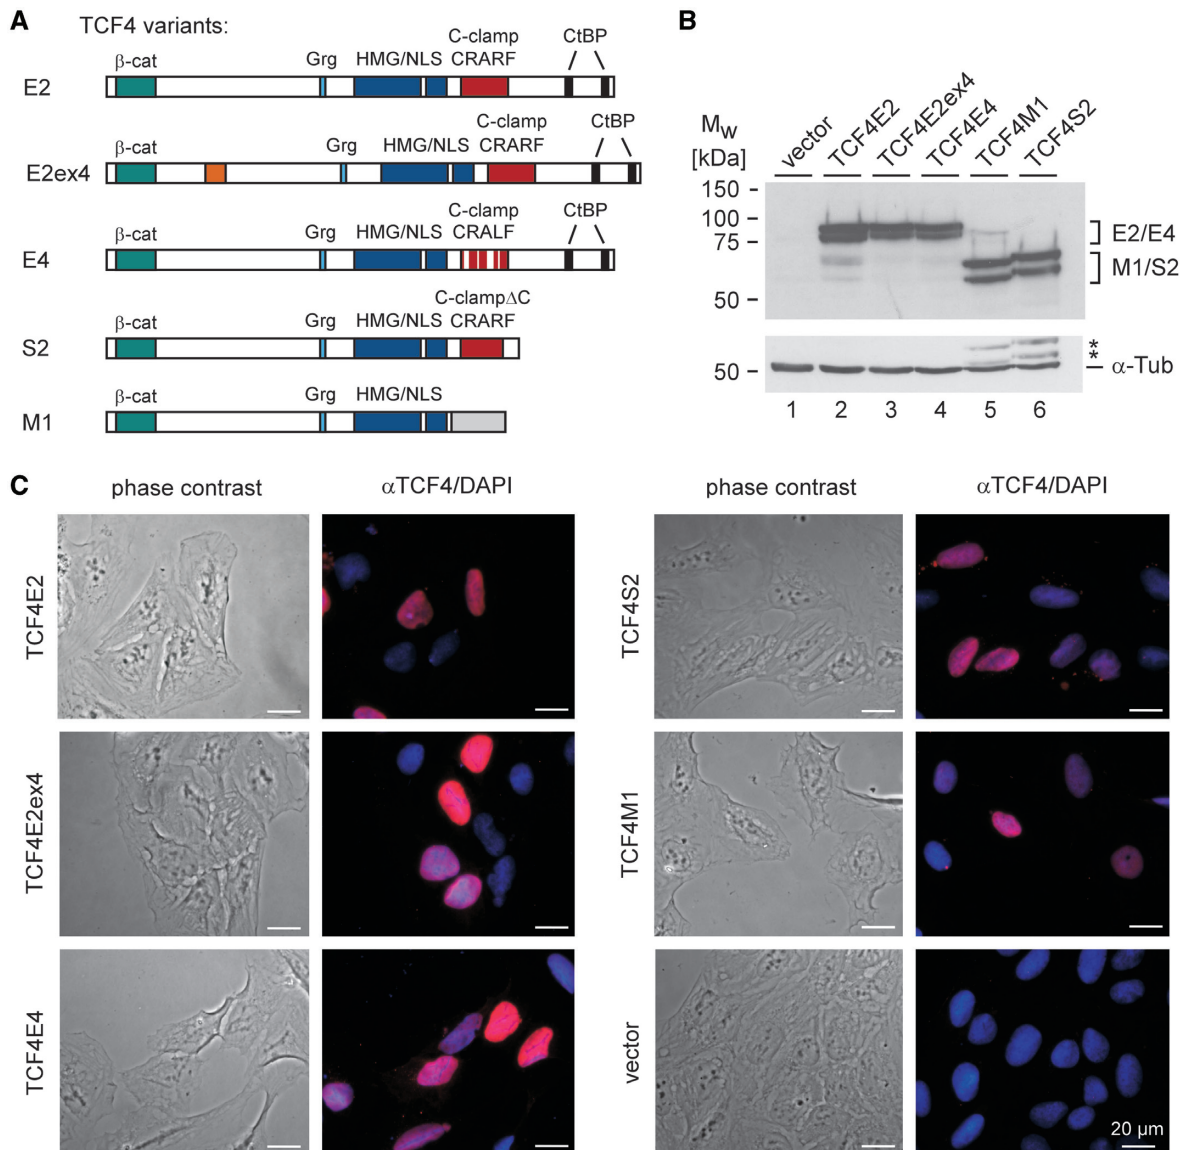 A
TCF4 variants:
β-cat Grg HMG/NLS C-clamp CRARF CtBP
E2
β-cat Grg HMG/NLS C-clamp CRARF CtBP
E2ex4
β-cat Grg HMG/NLS C-clamp CRALF CtBP
E4
β-cat Grg HMG/NLS C-clampΔC CRARF
S2
β-cat Grg HMG/NLS
M1
B
MW
[kDa]
vector
TCF4E2
TCF4E2ex4
TCF4E4
TCF4M1
TCF4S2
150
100
75
50
E2/E4
M1/S2
50
*
*
α-Tub
1 2 3 4 5 6
C
phase contrast
αTCF4/DAPI
phase contrast
αTCF4/DAPI
TCF4E2
TCF4S2
TCF4E2ex4
TCF4M1
TCF4E4
vector
20 μm